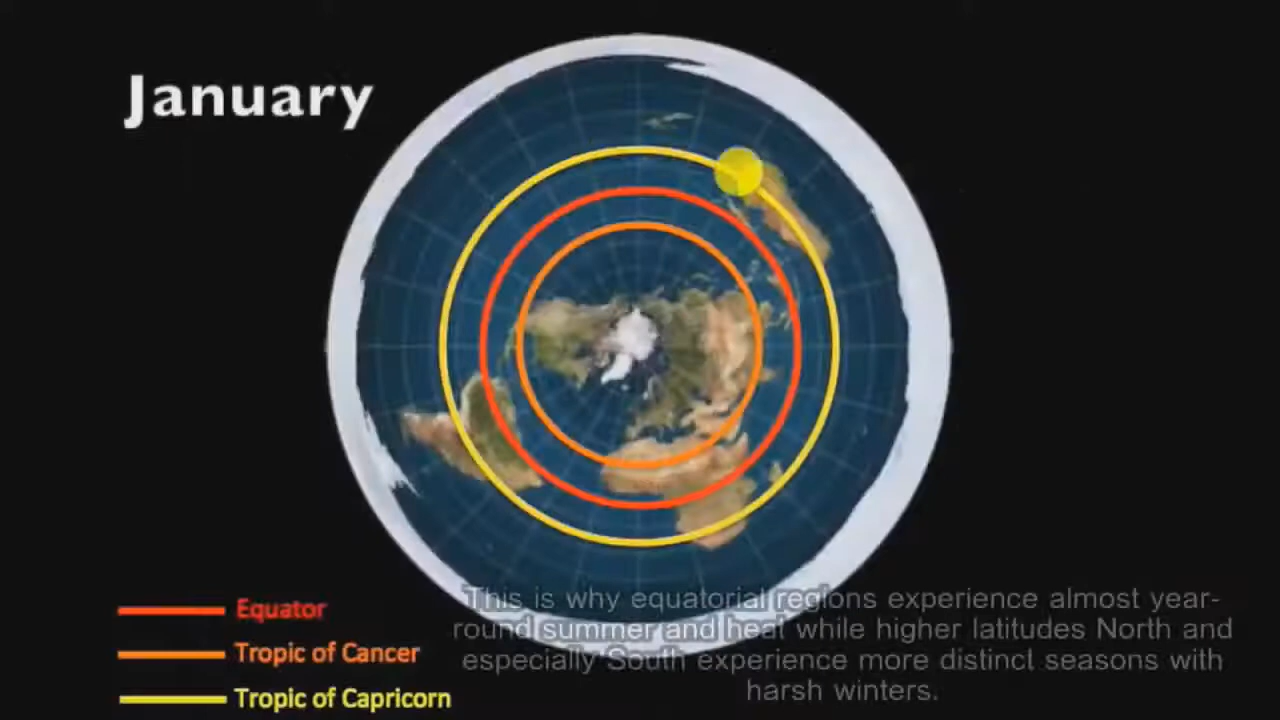 January
Equator
Tropic of Cancer
Tropic of Capricorn
This is why equatorial regions experience almost year-
round summer and heat while higher latitudes North and
especially South experience more distinct seasons with
harsh winters.